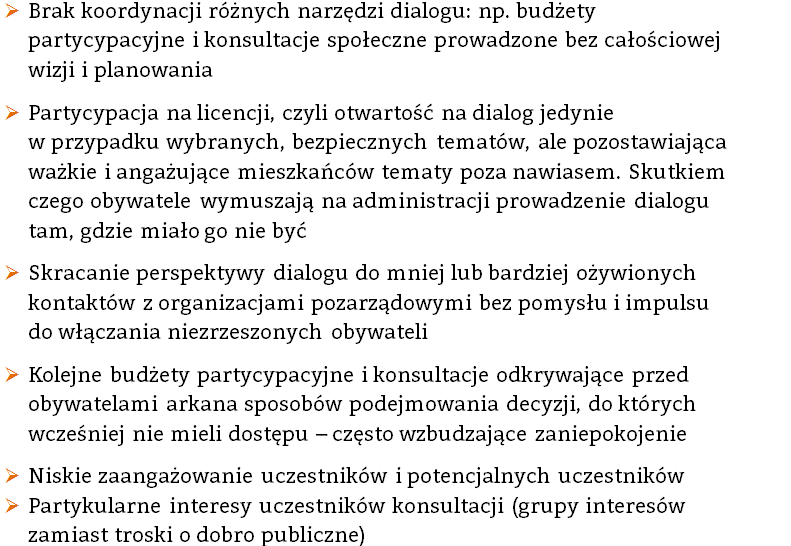 ➢ Brak koordynacji różnych narzędzi dialogu: np. budżety
partycypacyjne i konsultacje społeczne prowadzone bez całościowej
wizji i planowania
➢ Partycypacja na licencji, czyli otwartość na dialog jedynie
w przypadku wybranych, bezpiecznych tematów, ale pozostawiająca
ważkie i angażujące mieszkańców tematy poza nawiasem. Skutkiem
czego obywatele wymuszają na administracji prowadzenie dialogu
tam, gdzie miało go nie być
➢ Skracanie perspektywy dialogu do mniej lub bardziej ożywionych
kontaktów z organizacjami pozarządowymi bez pomysłu i impulsu
do włączania niezrzeszonych obywateli
➢ Kolejne budżety partycypacyjne i konsultacje odkrywające przed
obywatelami arkana sposobów podejmowania decyzji, do których
wcześniej nie mieli dostępu – często wzbudzające zaniepokojenie
➢ Niskie zaangażowanie uczestników i potencjalnych uczestników
➢ Partykularne interesy uczestników konsultacji (grupy interesów
zamiast troski o dobro publiczne)